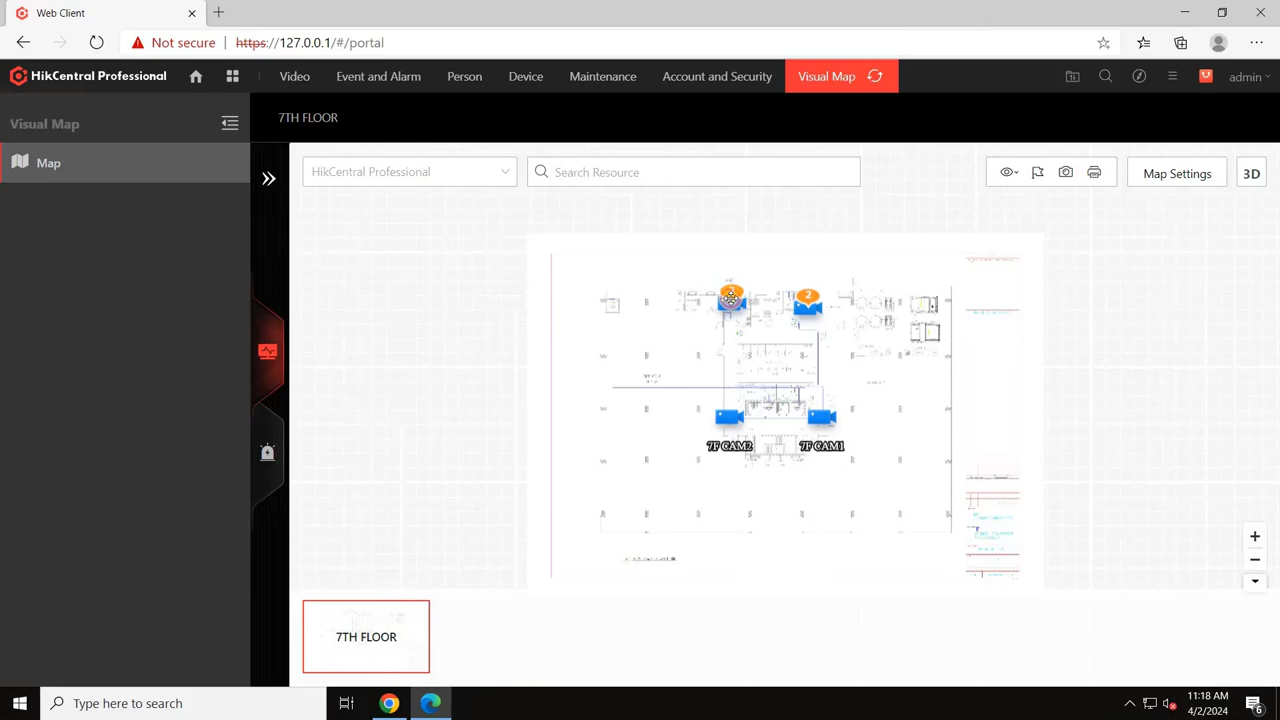 Web Client
Not secure
https://127.0.0.1/#/portal
HikCentral Professional
Video
Event and Alarm
Person
Device
Maintenance
Account and Security
Visual Map
admin
Visual Map
7TH FLOOR
Map
HikCentral Professional
Search Resource
Map Settings
3D
2
7F CAM2
7F CAM1
7TH FLOOR
Type here to search
11:18 AM
4/2/2024
6